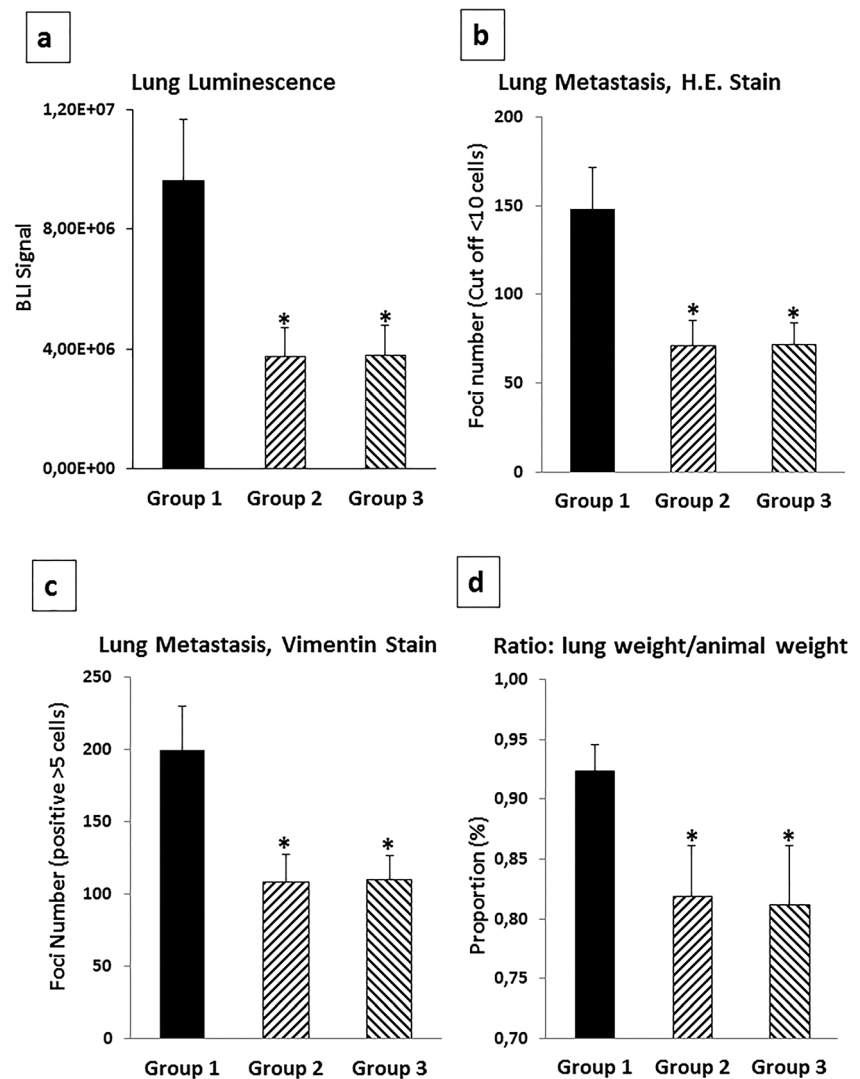 a
Lung Luminescence
1,20E+07
8,00E+06
4,00E+06
0,00E+00
BLI Signal
*
*
Group 1 Group 2 Group 3
b
Lung Metastasis, H.E. Stain
200
150
100
50
0
Foci number (Cut off <10 cells)
*
*
Group 1 Group 2 Group 3
c
Lung Metastasis, Vimentin Stain
250
200
150
100
50
0
Foci Number (positive >5 cells)
*
*
Group 1 Group 2 Group 3
d
Ratio: lung weight/animal weight
1,00
0,95
0,90
0,85
0,80
0,75
0,70
Proportion (%)
*
*
Group 1 Group 2 Group 3